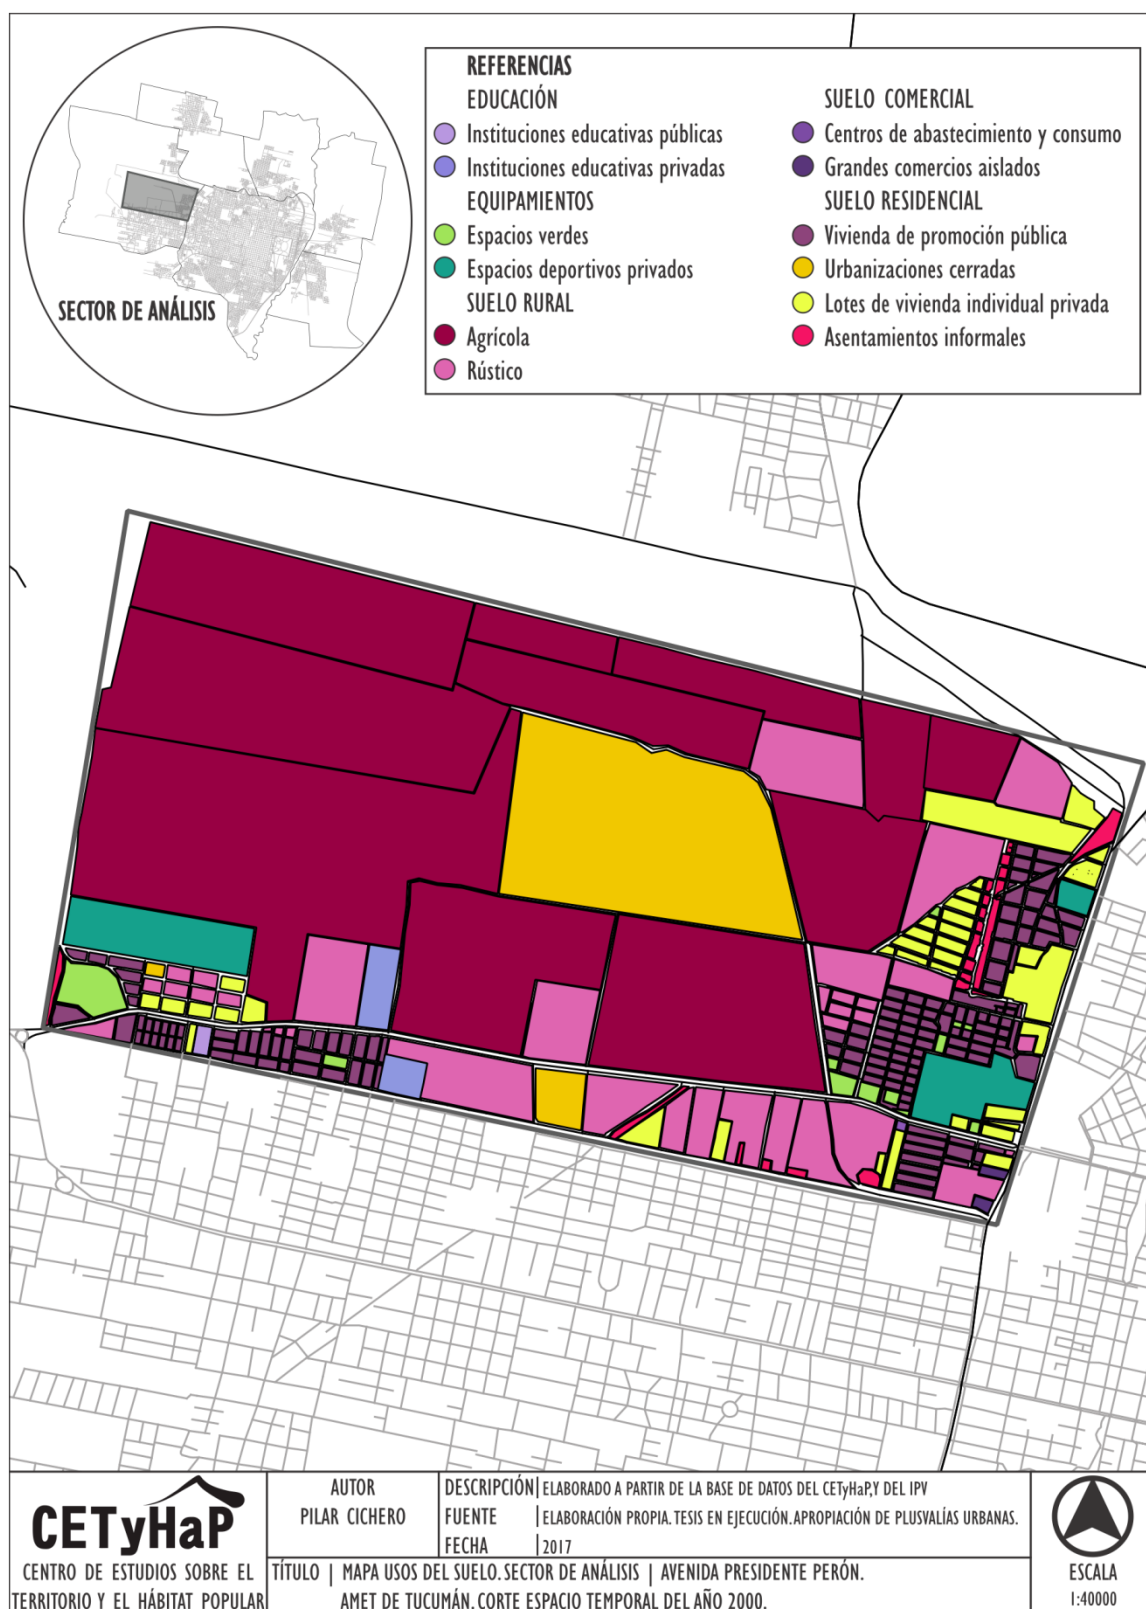 REFERENCIAS
EDUCACIÓN
Instituciones educativas públicas
Instituciones educativas privadas
EQUIPAMIENTOS
Espacios verdes
Espacios deportivos privados
SUELO RURAL
Agrícola
Rústico
SUELO COMERCIAL
Centros de abastecimiento y consumo
Grandes comercios aislados
SUELO RESIDENCIAL
Vivienda de promoción pública
Urbanizaciones cerradas
Lotes de vivienda individual privada
Asentamientos informales
SECTOR DE ANÁLISIS
CETyHaP
CENTRO DE ESTUDIOS SOBRE EL
TERRITORIO Y EL HÁBITAT POPULAR
AUTOR
PILAR CICHERO
DESCRIPCIÓN | ELABORADO A PARTIR DE LA BASE DE DATOS DEL CETyHaP,Y DEL IPV
FUENTE | ELABORACIÓN PROPIA. TESIS EN EJECUCIÓN. APROPIACIÓN DE PLUSVALÍAS URBANAS.
FECHA | 2017
TÍTULO | MAPA USOS DEL SUELO. SECTOR DE ANÁLISIS | AVENIDA PRESIDENTE PERÓN.
AMET DE TUCUMÁN. CORTE ESPACIO TEMPORAL DEL AÑO 2000.
ESCALA
1:40000